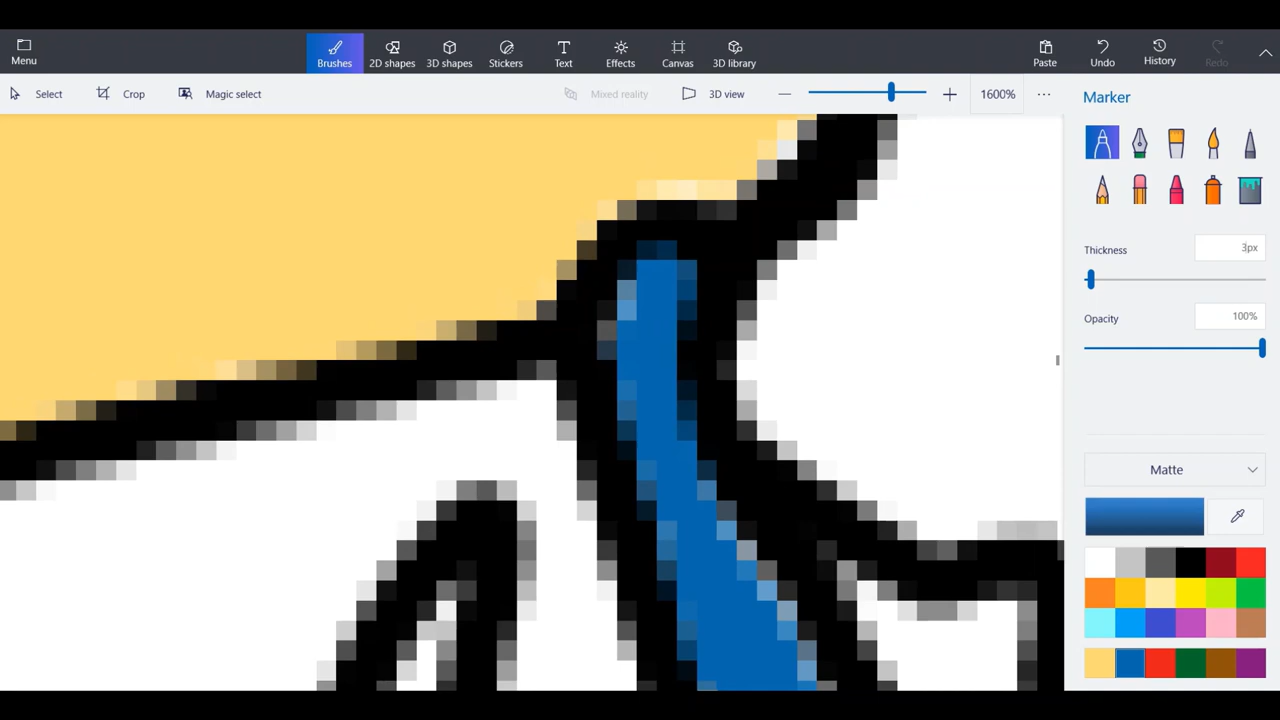 Menu
Brushes
2D shapes
3D shapes
Stickers
Text
Effects
Canvas
3D library
Paste
Undo
History
Redo
Select
Crop
Magic select
Mixed reality
3D view
1600%
Marker
Thickness
3px
Opacity
100%
Matte